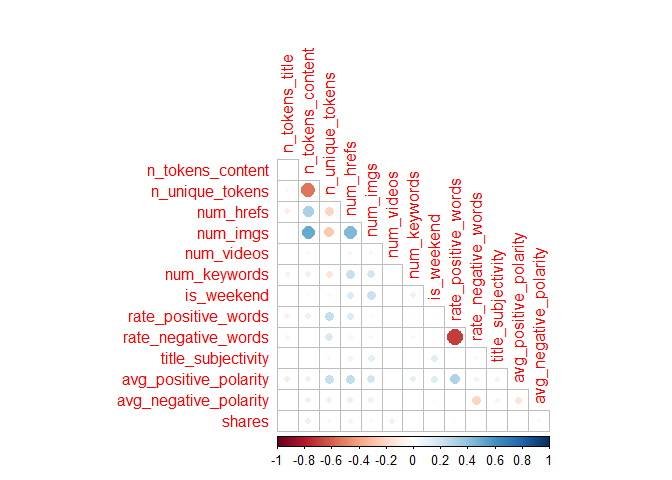 n_tokens_title
n_tokens_content
n_unique_tokens
num_hrefs
num_imgs
num_videos
num_keywords
is_weekend
rate_positive_words
rate_negative_words
title_subjectivity
avg_positive_polarity
avg_negative_polarity
n_tokens_content
n_unique_tokens
num_hrefs
num_imgs
num_videos
num_keywords
is_weekend
rate_positive_words
rate_negative_words
title_subjectivity
avg_positive_polarity
avg_negative_polarity
shares
-1 -0.8 -0.6 -0.4 -0.2 0 0.2 0.4 0.6 0.8 1